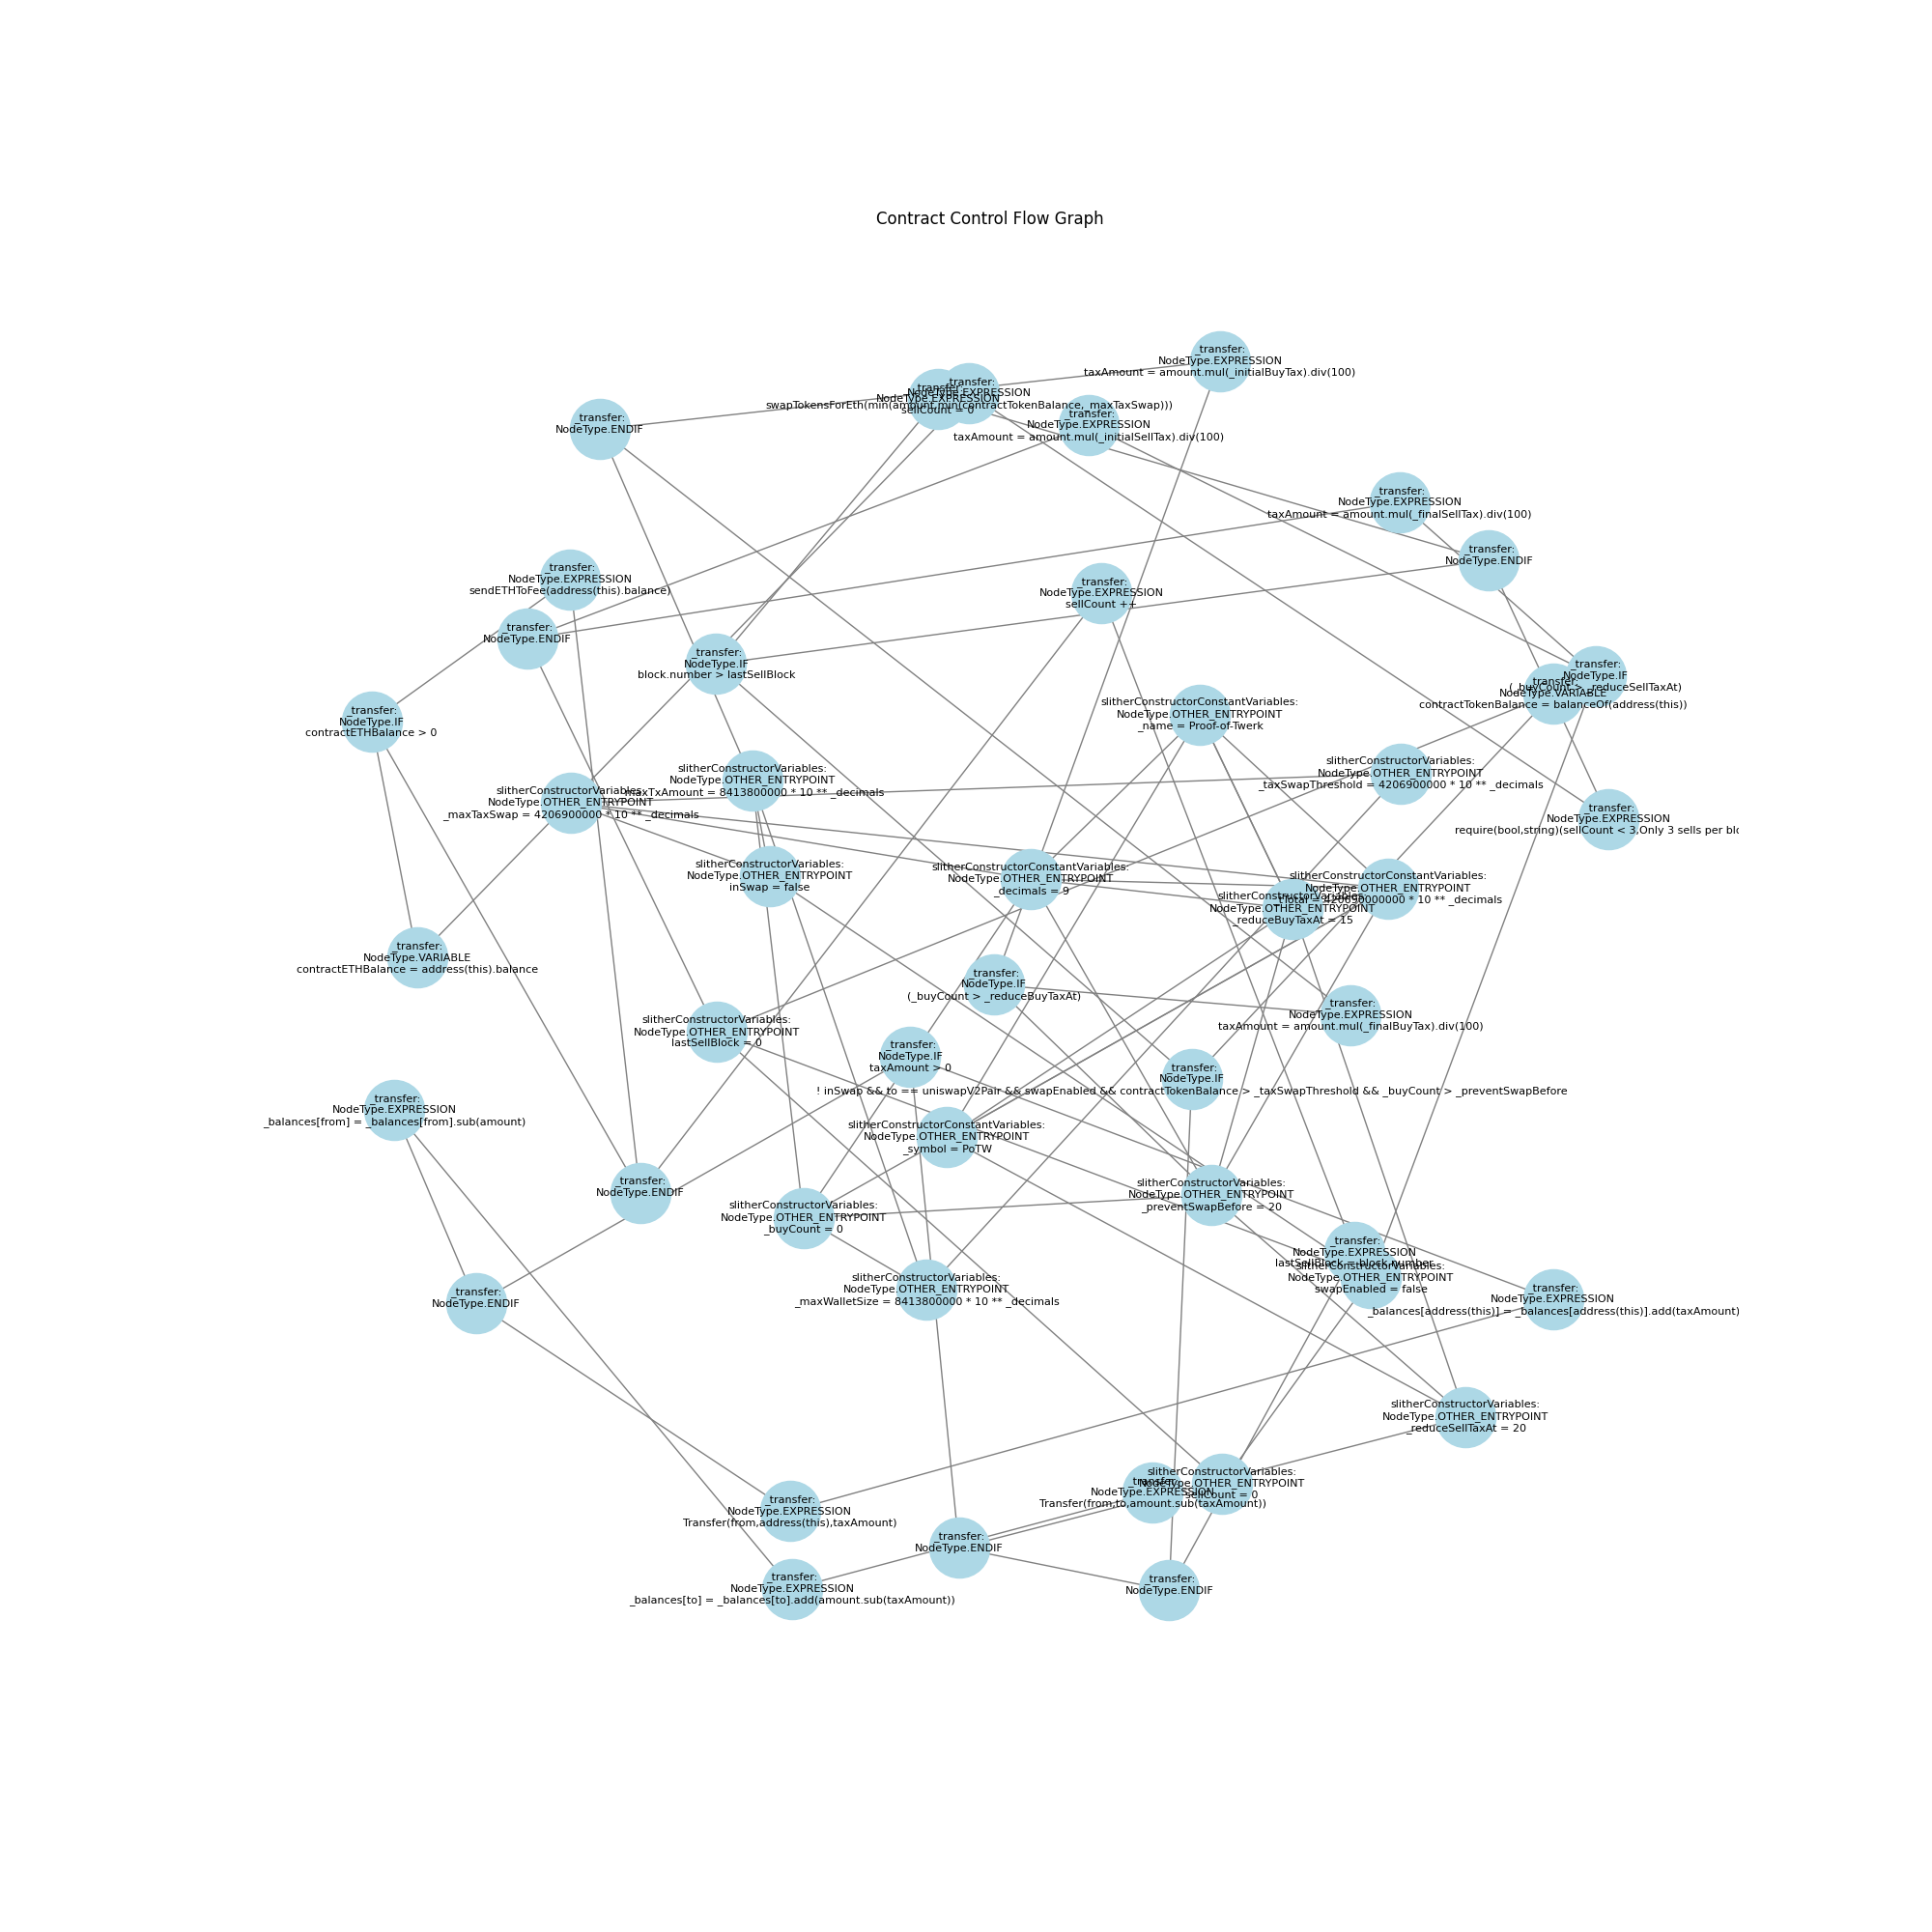 Contract Control Flow Graph
_transfer:
NodeType.EXPRESSION
taxAmount = amount.mul(_initialBuyTax).div(100)
_transfer:
NodeType.EXPRESSION
swapTokensForEth(min(amount,min(contractTokenBalance,_maxTaxSwap)))
_transfer:
NodeType.EXPRESSION
sellCount = 0
_transfer:
NodeType.ENDIF
_transfer:
NodeType.EXPRESSION
taxAmount = amount.mul(_initialSellTax).div(100)
_transfer:
NodeType.EXPRESSION
taxAmount = amount.mul(_finalSellTax).div(100)
_transfer:
NodeType.ENDIF
_transfer:
NodeType.EXPRESSION
sendETHToFee(address(this).balance)
_transfer:
NodeType.EXPRESSION
sellCount ++
_transfer:
NodeType.ENDIF
_transfer:
NodeType.IF
block.number > lastSellBlock
_transfer:
NodeType.IF
(_buyCount > _reduceSellTaxAt)
_transfer:
NodeType.VARIABLE
contractTokenBalance = balanceOf(address(this))
_transfer:
NodeType.IF
contractETHBalance > 0
slitherConstructorConstantVariables:
NodeType.OTHER_ENTRYPOINT
_name = Proof-of-Twerk
slitherConstructorVariables:
NodeType.OTHER_ENTRYPOINT
_taxSwapThreshold = 4206900000 * 10 ** _decimals
slitherConstructorVariables:
NodeType.OTHER_ENTRYPOINT
_maxTxAmount = 8413800000 * 10 ** _decimals
slitherConstructorVariables:
NodeType.OTHER_ENTRYPOINT
_maxTaxSwap = 4206900000 * 10 ** _decimals
_transfer:
NodeType.EXPRESSION
require(bool,string)(sellCount < 3,Only 3 sells per blo
slitherConstructorVariables:
NodeType.OTHER_ENTRYPOINT
inSwap = false
slitherConstructorConstantVariables:
NodeType.OTHER_ENTRYPOINT
_decimals = 9
slitherConstructorConstantVariables:
NodeType.OTHER_ENTRYPOINT
_tTotal = 420690000000 * 10 ** _decimals
slitherConstructorVariables:
NodeType.OTHER_ENTRYPOINT
_reduceBuyTaxAt = 15
_transfer:
NodeType.VARIABLE
contractETHBalance = address(this).balance
_transfer:
NodeType.IF
(_buyCount > _reduceBuyTaxAt)
_transfer:
NodeType.EXPRESSION
taxAmount = amount.mul(_finalBuyTax).div(100)
slitherConstructorVariables:
NodeType.OTHER_ENTRYPOINT
lastSellBlock = 0
_transfer:
NodeType.IF
taxAmount > 0
_transfer:
NodeType.IF
! inSwap && to == uniswapV2Pair && swapEnabled && contractTokenBalance > _taxSwapThreshold && _buyCount > _preventSwapBefore
_transfer:
NodeType.EXPRESSION
_balances[from] = _balances[from].sub(amount)
slitherConstructorConstantVariables:
NodeType.OTHER_ENTRYPOINT
_symbol = PoTW
_transfer:
NodeType.ENDIF
slitherConstructorVariables:
NodeType.OTHER_ENTRYPOINT
_preventSwapBefore = 20
slitherConstructorVariables:
NodeType.OTHER_ENTRYPOINT
_buyCount = 0
_transfer:
NodeType.EXPRESSION
lastSellBlock = block.number
slitherConstructorVariables:
NodeType.OTHER_ENTRYPOINT
swapEnabled = false
slitherConstructorVariables:
NodeType.OTHER_ENTRYPOINT
_maxWalletSize = 8413800000 * 10 ** _decimals
_transfer:
NodeType.ENDIF
_transfer:
NodeType.EXPRESSION
_balances[address(this)] = _balances[address(this)].add(taxAmount)
slitherConstructorVariables:
NodeType.OTHER_ENTRYPOINT
_reduceSellTaxAt = 20
slitherConstructorVariables:
NodeType.OTHER_ENTRYPOINT
sellCount = 0
_transfer:
NodeType.EXPRESSION
Transfer(from,to,amount.sub(taxAmount))
_transfer:
NodeType.EXPRESSION
Transfer(from,address(this),taxAmount)
_transfer:
NodeType.ENDIF
_transfer:
NodeType.EXPRESSION
_balances[to] = _balances[to].add(amount.sub(taxAmount))
_transfer:
NodeType.ENDIF